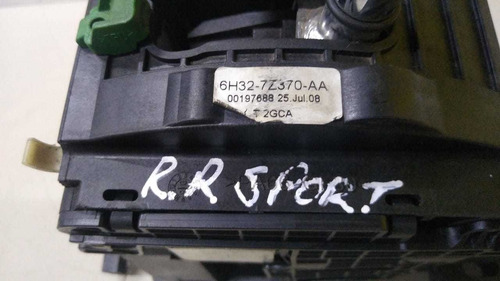 6H32-7Z370-AA
00197688 25.Jul.08
T 2GCA
R.R SPORT